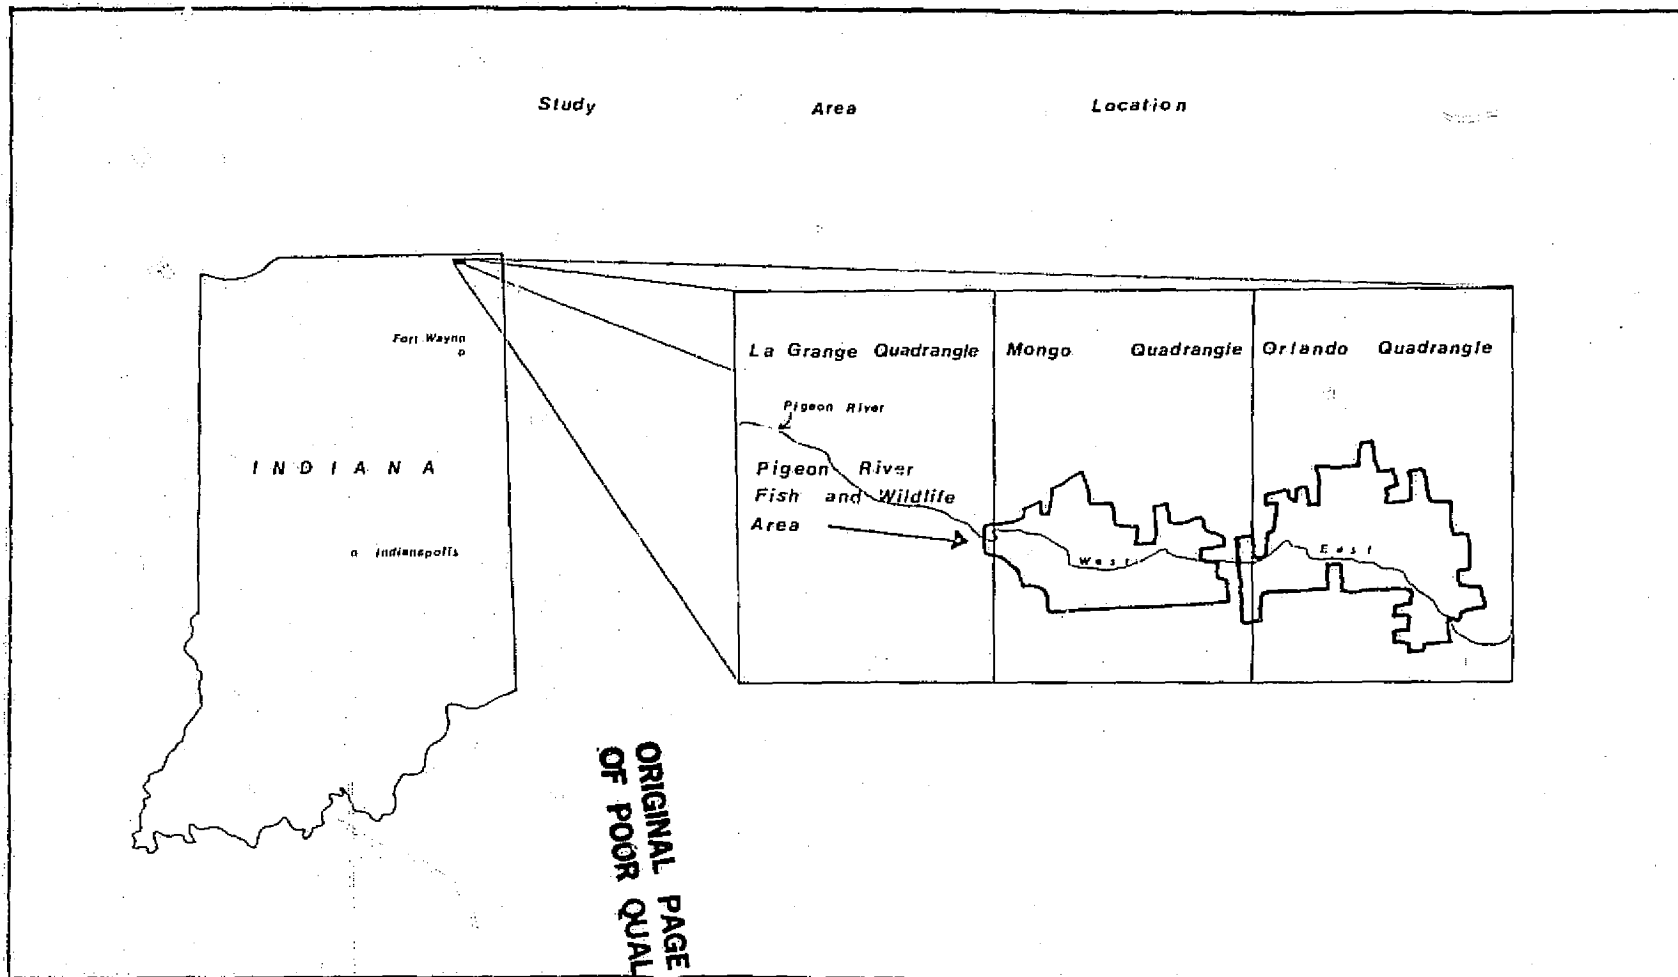 Study Area Location
Fort Wayne
INDIANA
Indianapolis
La Grange Quadrangle
Mongo Quadrangle
Orlando Quadrangle
Pigeon River
Pigeon River
Fish and Wildlife
Area
West
East
ORIGINAL PAGE
OF POOR QUAL